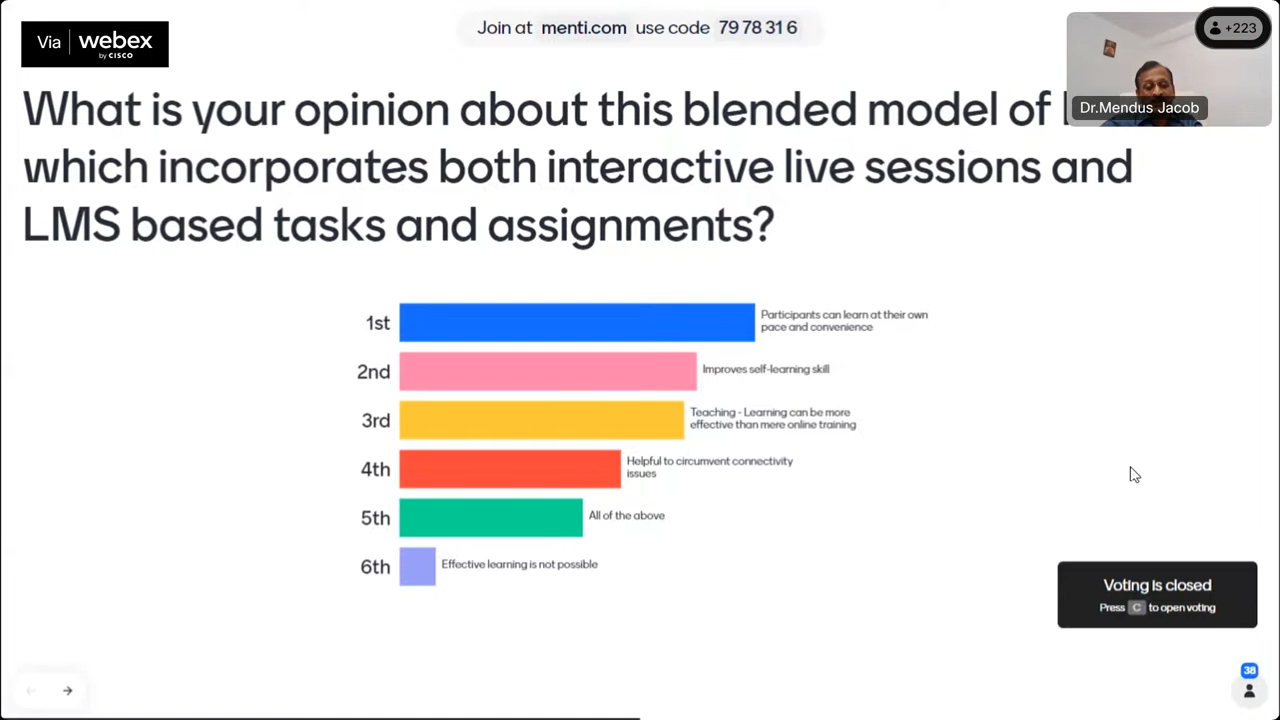 Join at menti.com use code 79 78 31 6
Via webex
by CISCO
+223
Dr.Mendus Jacob
What is your opinion about this blended model of
which incorporates both interactive live sessions and
LMS based tasks and assignments?
1st
Participants can learn at their own
pace and convenience
2nd
Improves self-learning skill
3rd
Teaching - Learning can be more
effective than mere online training
4th
Helpful to circumvent connectivity
issues
5th
All of the above
6th
Effective learning is not possible
Voting is closed
Press C to open voting
38